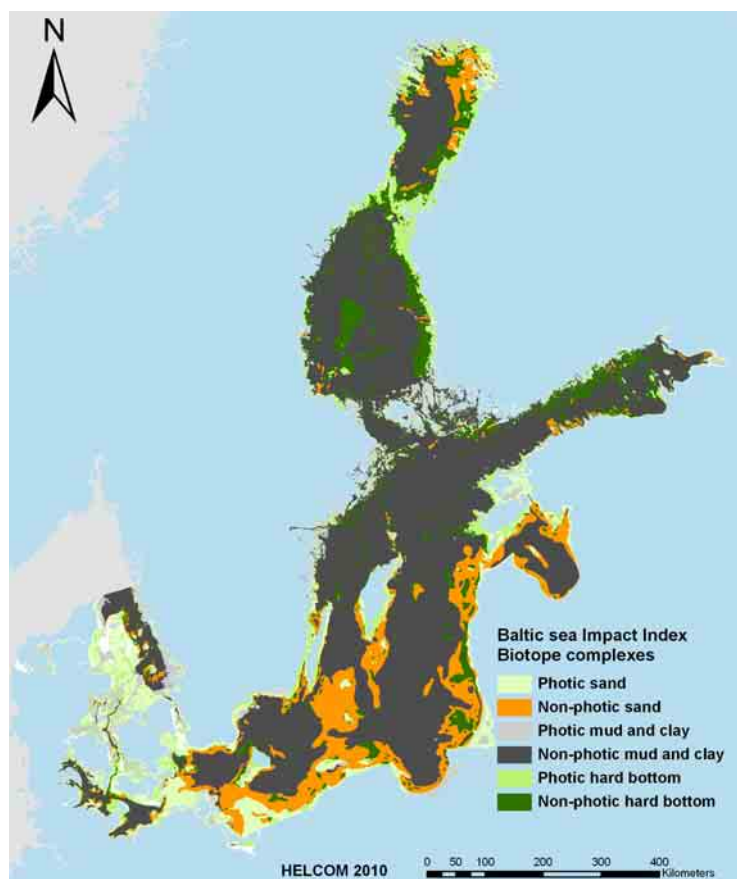 N
Baltic sea Impact Index
Biotope complexes
Photic sand
Non-photic sand
Photic mud and clay
Non-photic mud and clay
Photic hard bottom
Non-photic hard bottom
HELCOM 2010
0 50 100 200 300 400
Kilometers